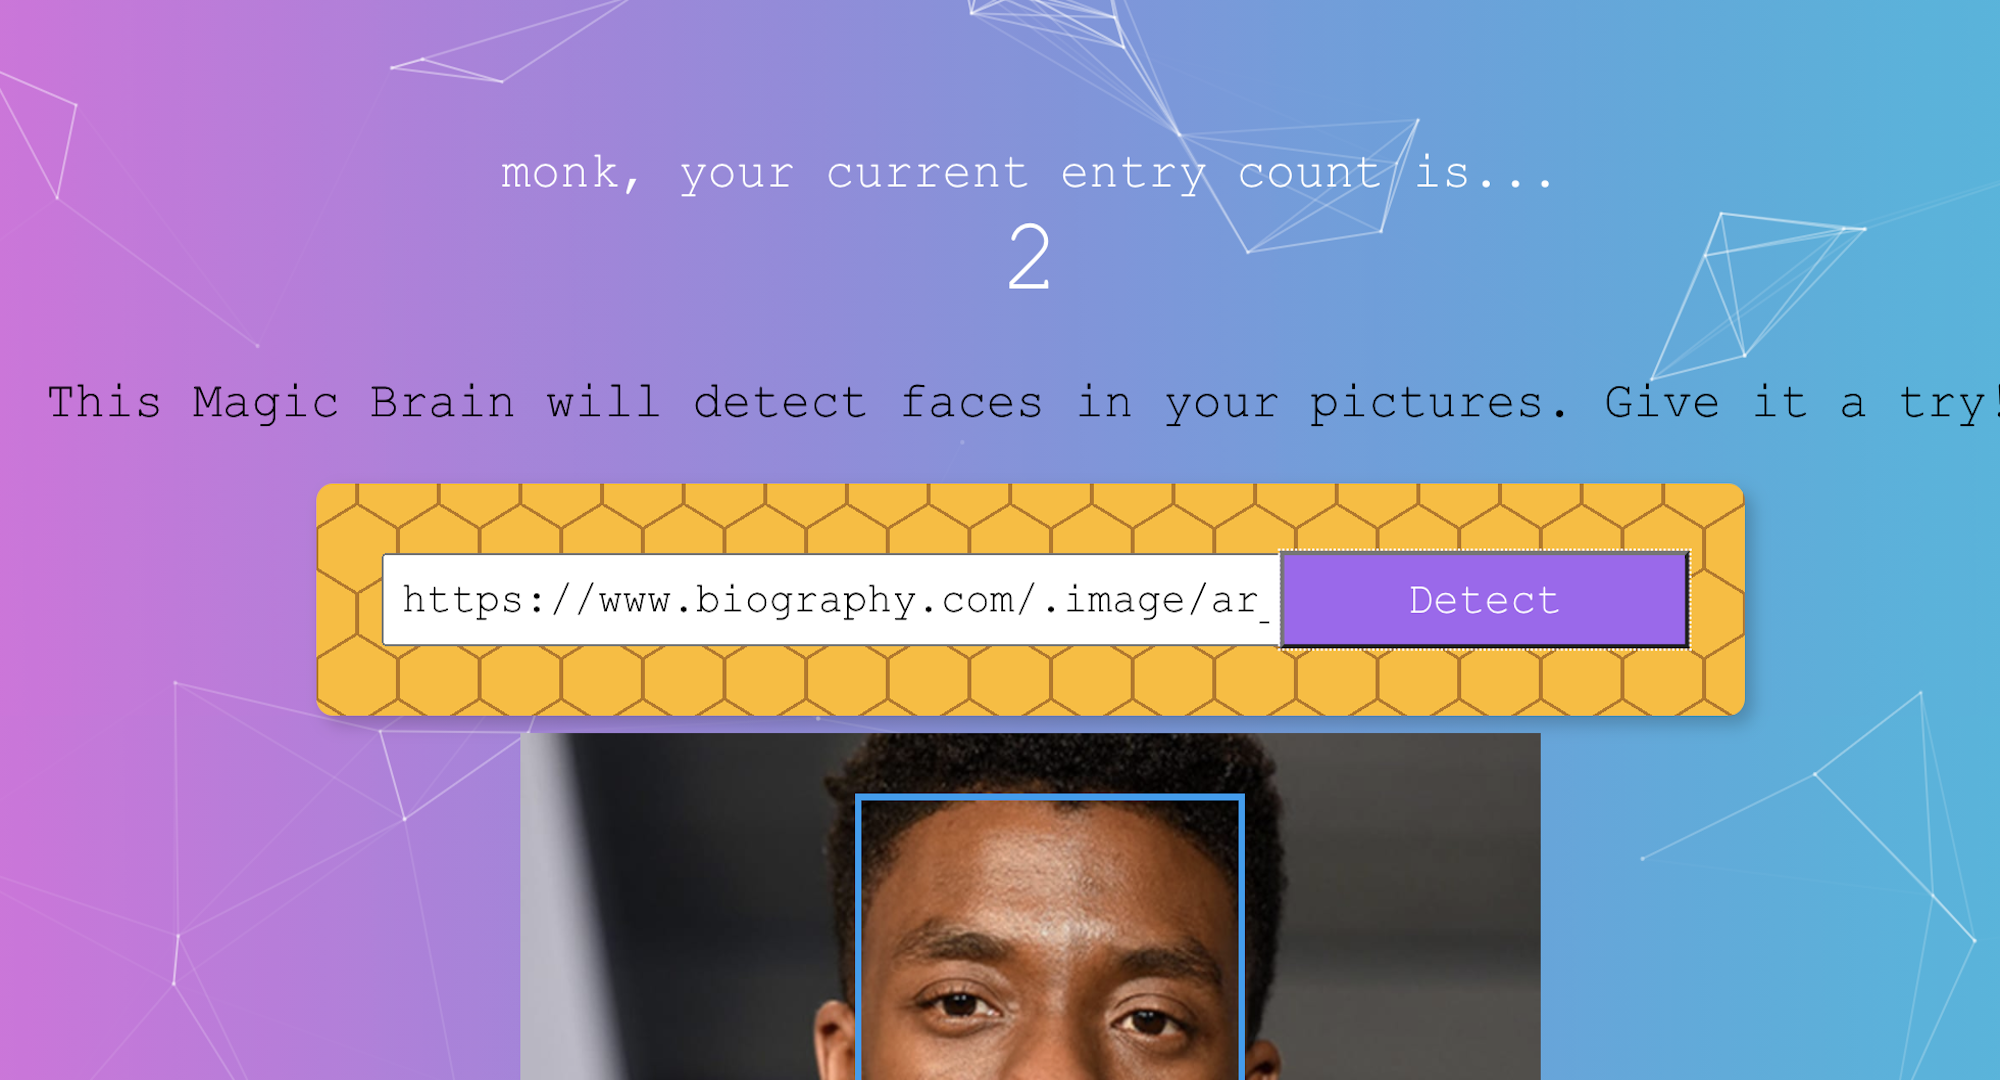 monk, your current entry count is...
2
This Magic Brain will detect faces in your pictures. Give it a try!
https://www.biography.com/.image/ar_
Detect